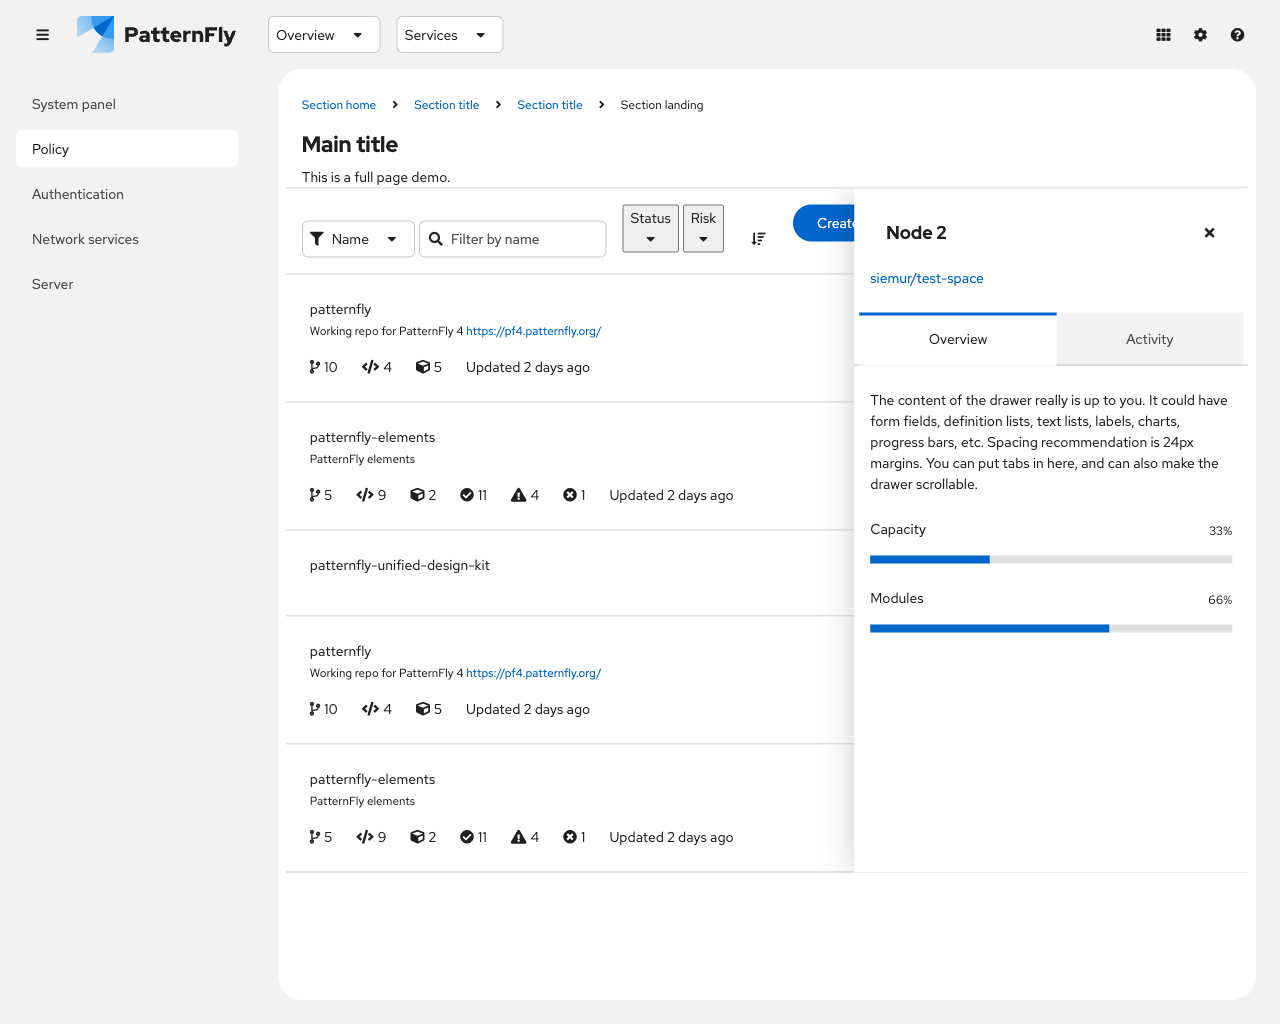 PatternFly
Overview
Services
System panel
Policy
Authentication
Network services
Server
Section home
Section title
Section title
Section landing
Main title
This is a full page demo.
Name
Filter by name
Status
Risk
Create
patternfly
Working repo for PatternFly 4 https://pf4.patternfly.org/
10 4 5 Updated 2 days ago
patternfly-elements
PatternFly elements
5 9 2 11 4 1 Updated 2 days ago
patternfly-unified-design-kit
patternfly
Working repo for PatternFly 4 https://pf4.patternfly.org/
10 4 5 Updated 2 days ago
patternfly-elements
PatternFly elements
5 9 2 11 4 1 Updated 2 days ago
Node 2
siemur/test-space
Overview
Activity
The content of the drawer really is up to you. It could have
form fields, definition lists, text lists, labels, charts,
progress bars, etc. Spacing recommendation is 24px
margins. You can put tabs in here, and can also make the
drawer scrollable.
Capacity
33%
Modules
66%